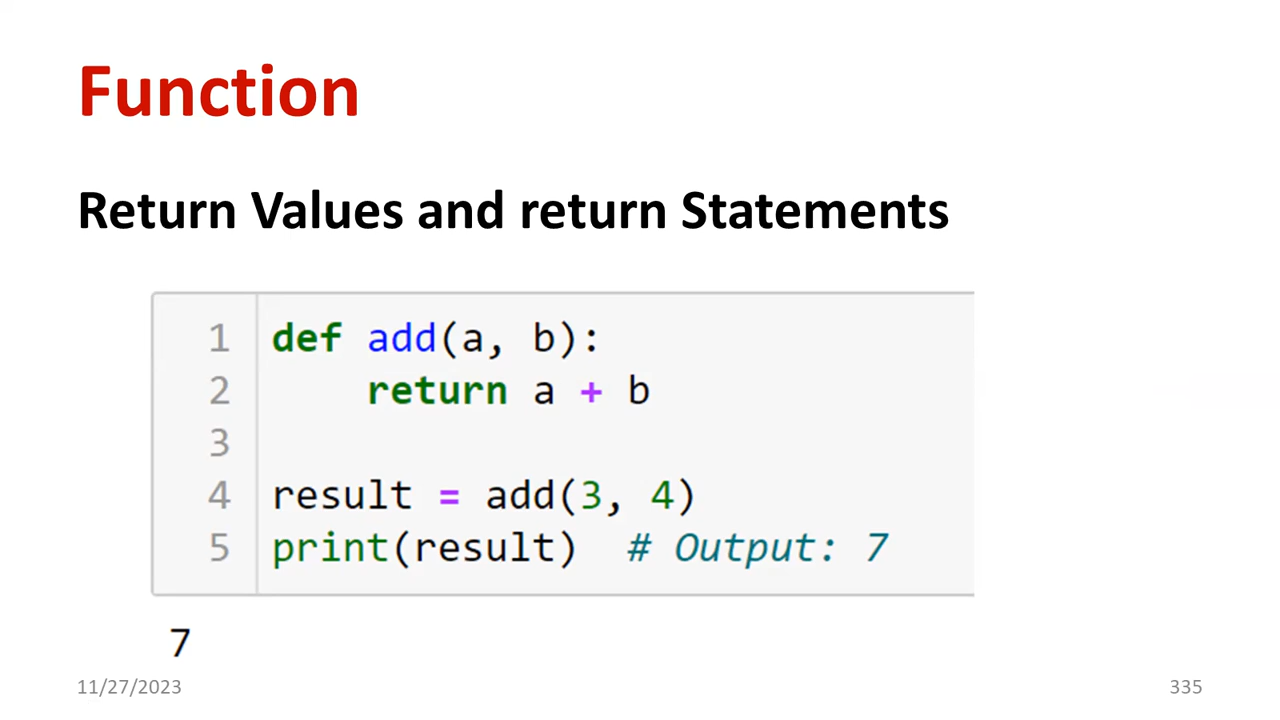 Function
Return Values and return Statements
1 def add(a, b):
2     return a + b
3
4 result = add(3, 4)
5 print(result)  # Output: 7
7
11/27/2023 335